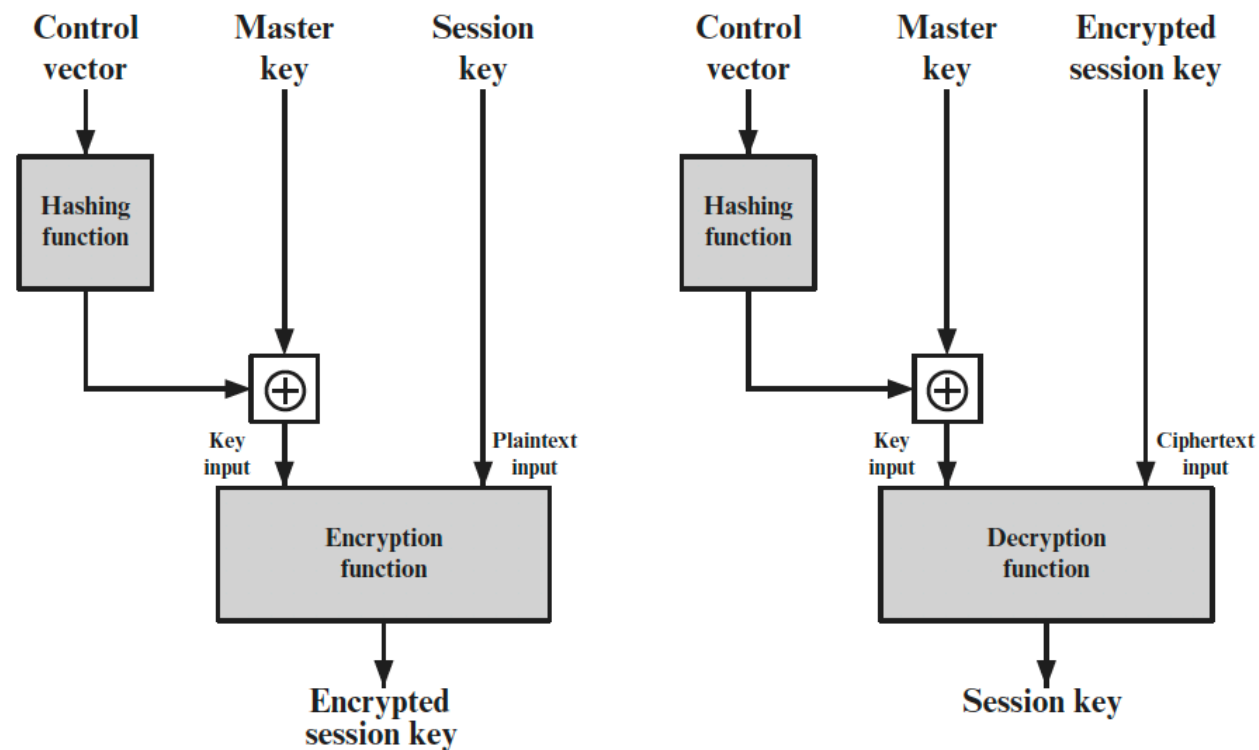 Control
vector
Master
key
Session
key
Hashing
function
Key
input
Plaintext
input
Encryption
function
Encrypted
session key
Control
vector
Master
key
Encrypted
session key
Hashing
function
Key
input
Ciphertext
input
Decryption
function
Session key